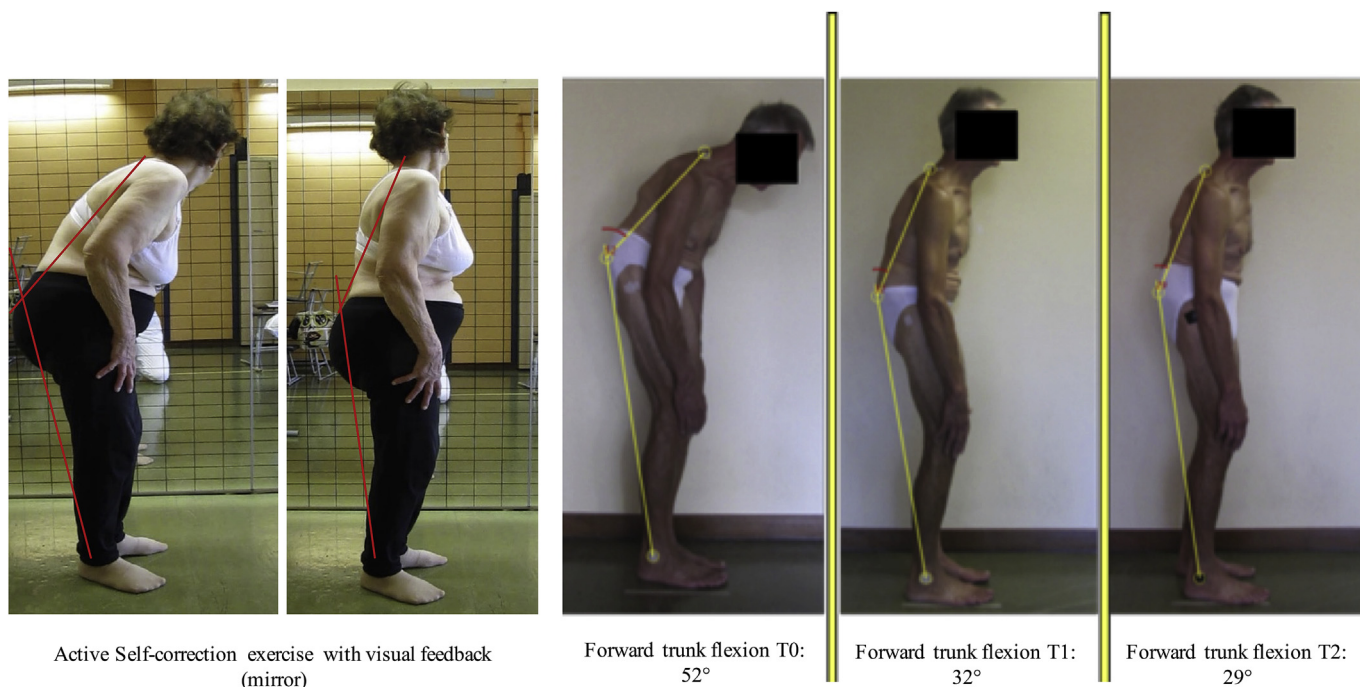 Active Self-correction exercise with visual feedback
(mirror)
Forward trunk flexion T0:
52°
Forward trunk flexion T1:
32°
Forward trunk flexion T2:
29°